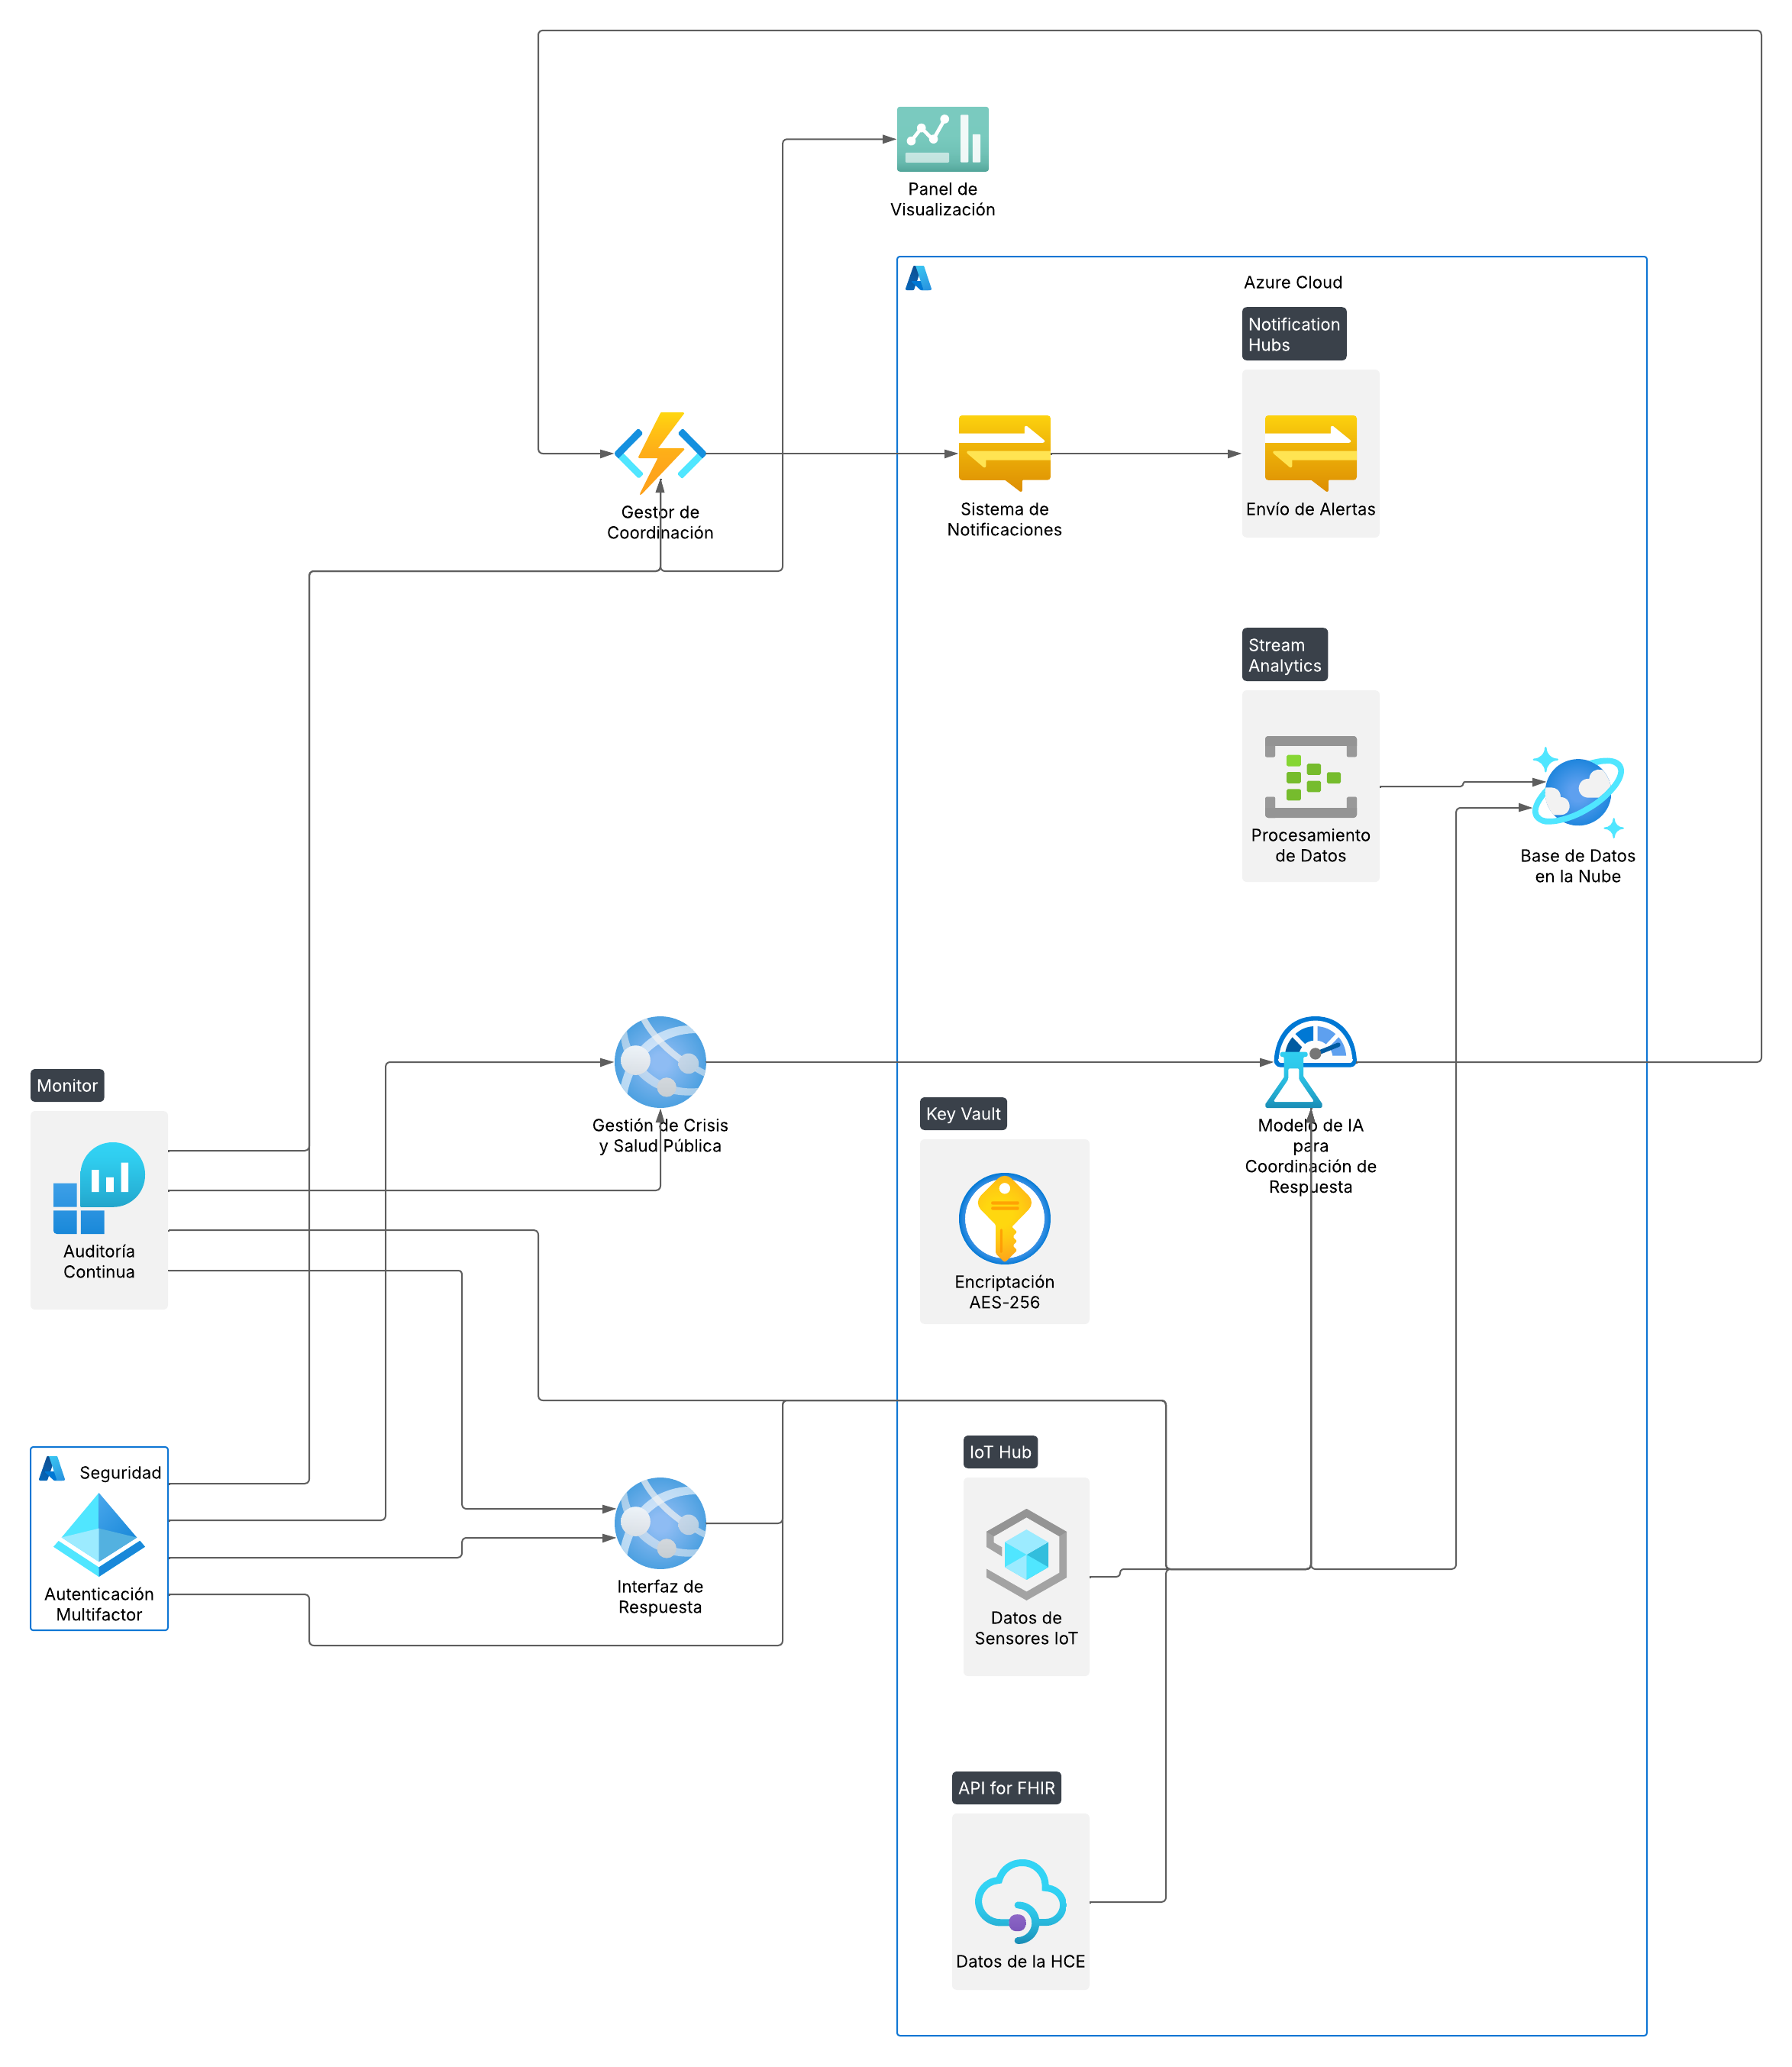 Panel de
Visualización
Azure Cloud
Notification
Hubs
Gestor de
Coordinación
Sistema de
Notificaciones
Envío de Alertas
Stream
Analytics
Procesamiento
de Datos
Base de Datos
en la Nube
Monitor
Auditoría
Continua
Gestión de Crisis
y Salud Pública
Key Vault
Encriptación
AES-256
Modelo de IA
para
Coordinación de
Respuesta
Seguridad
Autenticación
Multifactor
Interfaz de
Respuesta
IoT Hub
Datos de
Sensores IoT
API for FHIR
Datos de la HCE